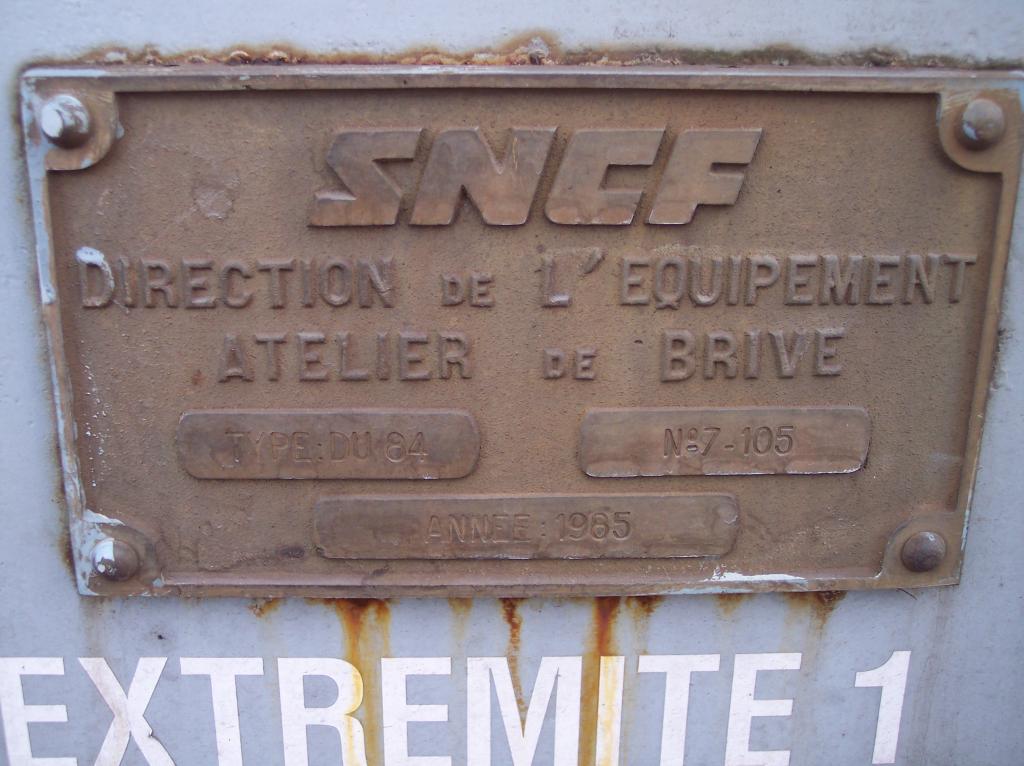 SNCF
DIRECTION DE L'EQUIPEMENT
ATELIER DE BRIVE
TYPE: DU 84 N°:7-105
ANNEE: 1985
EXTREMITE 1